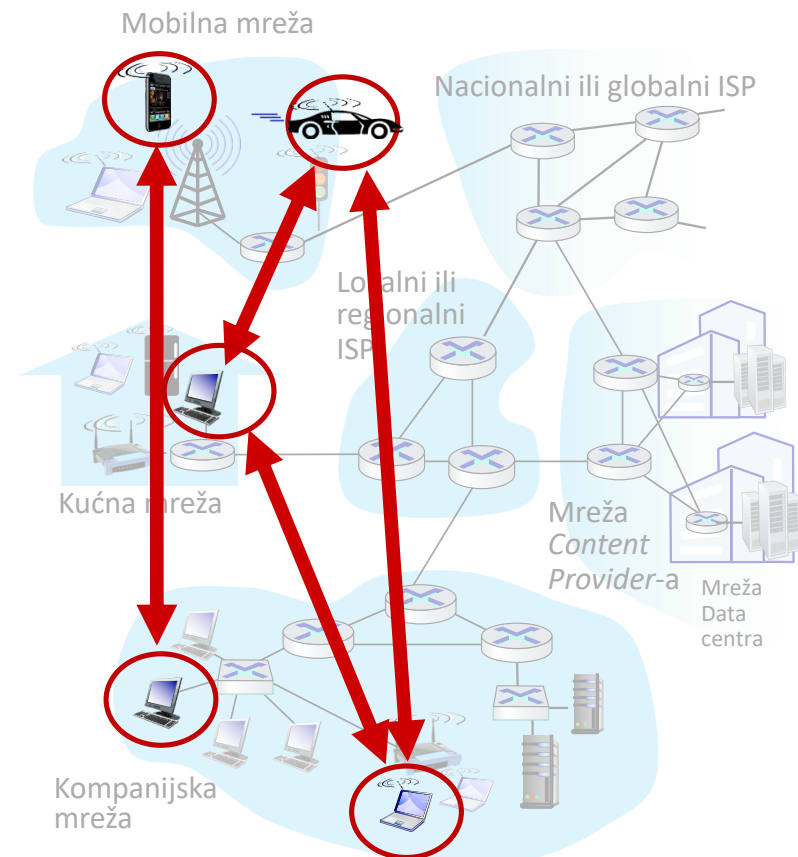 Mobilna mreža
Nacionalni ili globalni ISP
Lokalni ili
regionalni
ISP
Kućna mreža
Mreža
Content
Provider-a
Mreža
Data
centra
Kompanijska
mreža